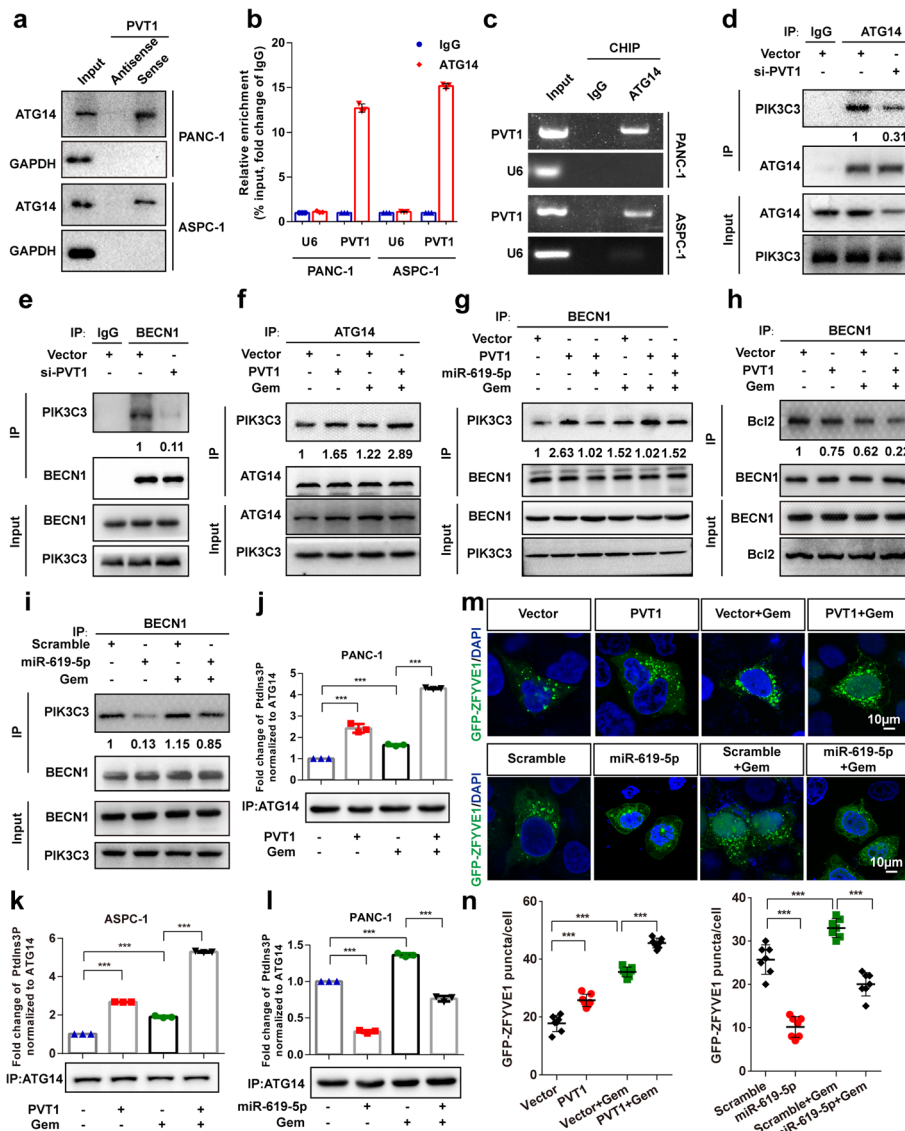 a
PVT1
Input
Antisense
Sense
ATG14
GAPDH
PANC-1
ATG14
GAPDH
ASPC-1
b
IgG
ATG14
Relative enrichment
(% input, fold change of IgG)
20
15
10
5
0
U6 PVT1 U6 PVT1
PANC-1 ASPC-1
c
CHIP
Input
IgG
ATG14
PVT1
U6
PANC-1
PVT1
U6
ASPC-1
d
IP: IgG ATG14
Vector + + -
si-PVT1 - - +
IP
PIK3C3
1 0.31
ATG14
Input
ATG14
PIK3C3
e
IP: IgG BECN1
Vector + + -
si-PVT1 - - +
IP
PIK3C3
1 0.11
BECN1
Input
BECN1
PIK3C3
f
IP:
ATG14
Vector + - + -
PVT1 - + - +
Gem - - + +
IP
PIK3C3
1 1.65 1.22 2.89
ATG14
Input
ATG14
PIK3C3
g
IP:
BECN1
Vector + - - + - -
PVT1 - + + - + +
miR-619-5p - - + - - +
Gem - - - + + +
IP
PIK3C3
1 2.63 1.02 1.52 1.02 1.52
BECN1
Input
BECN1
PIK3C3
h
IP: BECN1
Vector + - + -
PVT1 - + - +
Gem - - + +
IP
Bcl2
1 0.75 0.62 0.22
BECN1
Input
BECN1
Bcl2
i
IP: BECN1
Scramble + - + -
miR-619-5p - + - +
Gem - - + +
IP
PIK3C3
1 0.13 1.15 0.85
BECN1
Input
BECN1
PIK3C3
j
PANC-1
Fold change of PtdIns3P
normalized to ATG14
6
4
2
0
*** *** ***
IP:ATG14
PVT1 - + - +
Gem - - + +
m
Vector PVT1 Vector+Gem PVT1+Gem
GFP-ZFYVE1/DAPI
10μm
Scramble miR-619-5p Scramble +Gem miR-619-5p +Gem
GFP-ZFYVE1/DAPI
10μm
k
ASPC-1
Fold change of PtdIns3P
normalized to ATG14
6
4
2
0
*** *** ***
IP:ATG14
PVT1 - + - +
Gem - - + +
l
PANC-1
Fold change of PtdIns3P
normalized to ATG14
1.5
1.0
0.5
0.0
*** *** ***
IP:ATG14
miR-619-5p - + - +
Gem - - + +
n
GFP-ZFYVE1 puncta/cell
60
40
20
0
*** *** ***
Vector
PVT1
Vector+Gem
PVT1+Gem
GFP-ZFYVE1 puncta/cell
40
30
20
10
0
*** *** ***
Scramble
miR-619-5p
Scramble+Gem
miR-619-5p+Gem